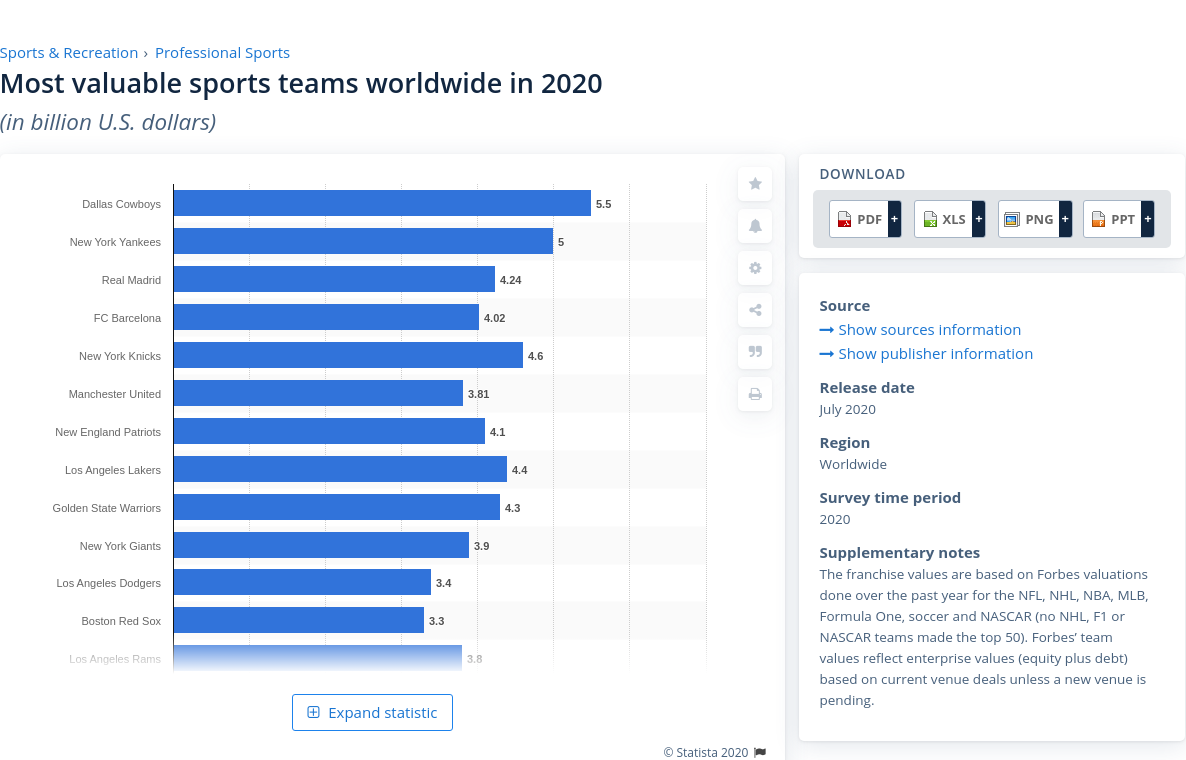 Sports & Recreation › Professional Sports
Most valuable sports teams worldwide in 2020
(in billion U.S. dollars)
Dallas Cowboys 5.5
New York Yankees 5
Real Madrid 4.24
FC Barcelona 4.02
New York Knicks 4.6
Manchester United 3.81
New England Patriots 4.1
Los Angeles Lakers 4.4
Golden State Warriors 4.3
New York Giants 3.9
Los Angeles Dodgers 3.4
Boston Red Sox 3.3
Los Angeles Rams 3.8
Expand statistic
© Statista 2020
DOWNLOAD
PDF + XLS + PNG + PPT +
Source
Show sources information
Show publisher information
Release date
July 2020
Region
Worldwide
Survey time period
2020
Supplementary notes
The franchise values are based on Forbes valuations
done over the past year for the NFL, NHL, NBA, MLB,
Formula One, soccer and NASCAR (no NHL, F1 or
NASCAR teams made the top 50). Forbes’ team
values reflect enterprise values (equity plus debt)
based on current venue deals unless a new venue is
pending.